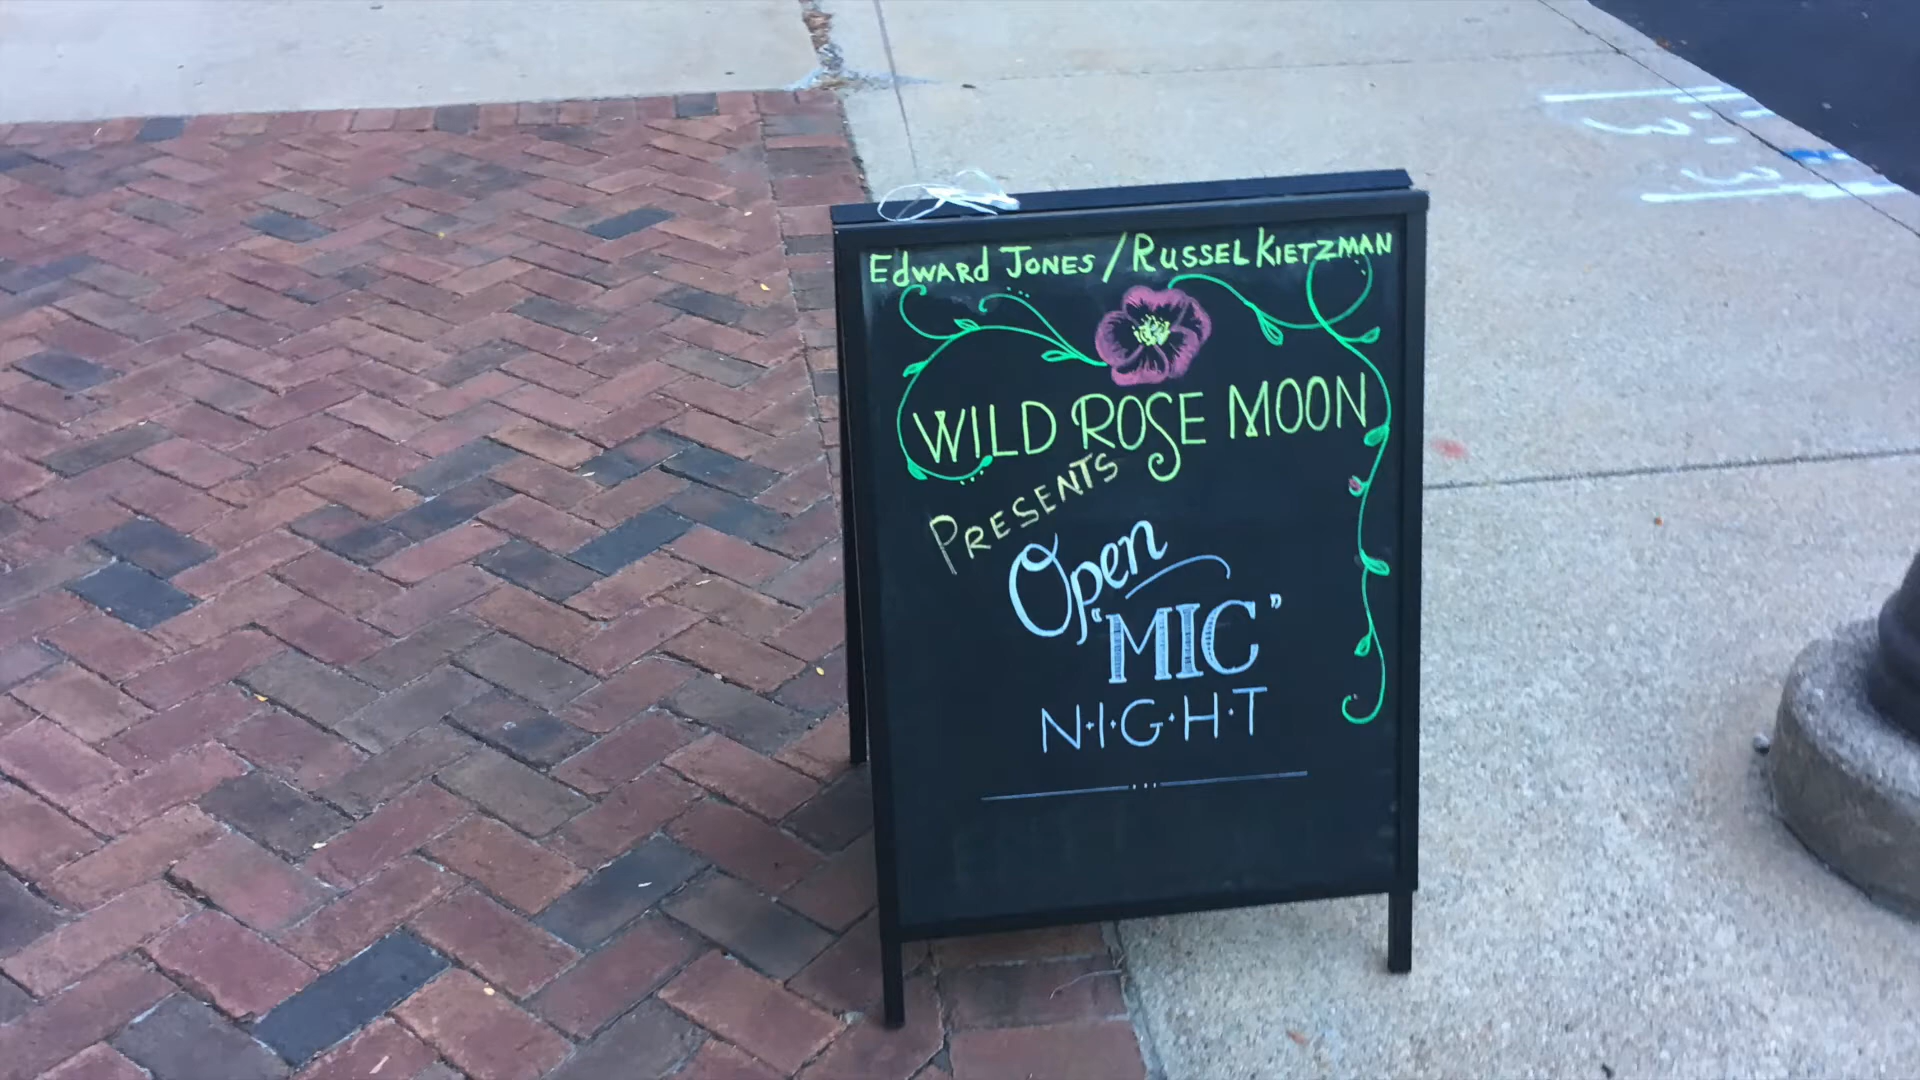 Edward Jones / Russel Kietzman
WILD ROSE MOON
PRESENTS
Open
"MIC"
N·I·G·H·T